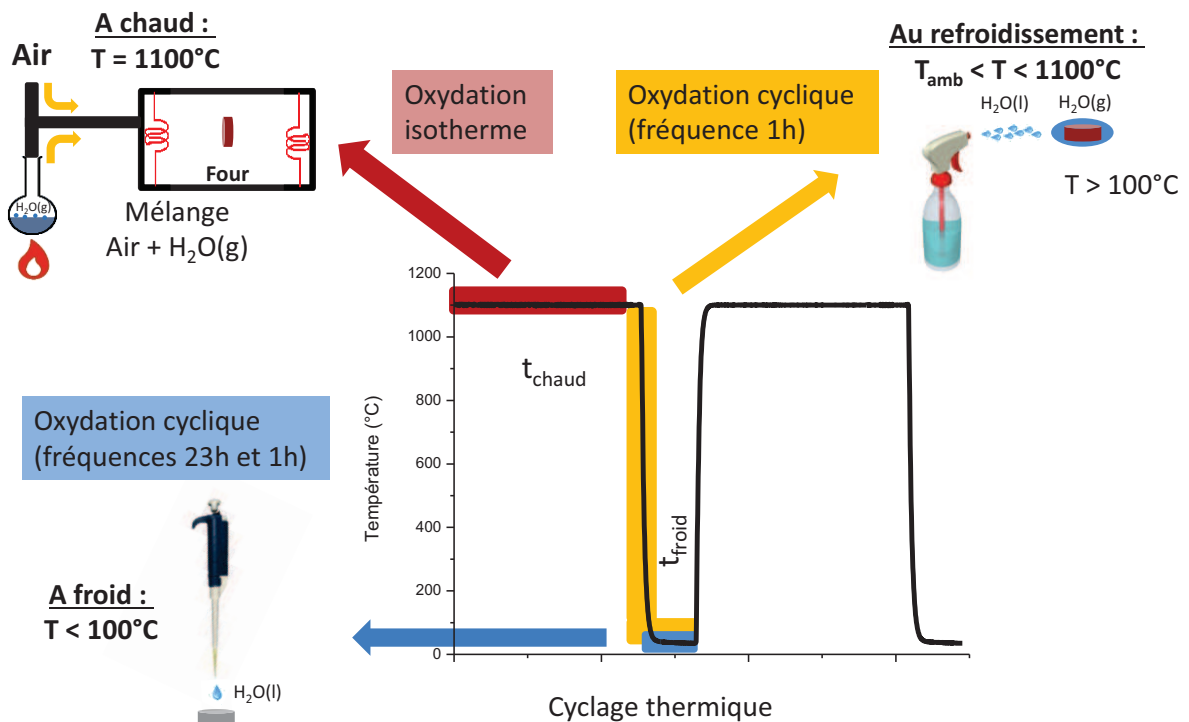 A chaud :
T = 1100°C
Air
H₂O(g)
Four
Mélange
Air + H₂O(g)
Oxydation
isotherme
Oxydation cyclique
(fréquence 1h)
Au refroidissement :
Tamb < T < 1100°C
H₂O(l)
H₂O(g)
T > 100°C
Oxydation cyclique
(fréquences 23h et 1h)
A froid :
T < 100°C
H₂O(l)
Température (°C)
1200
1000
800
600
400
200
0
tchaud
tfroid
Cyclage thermique